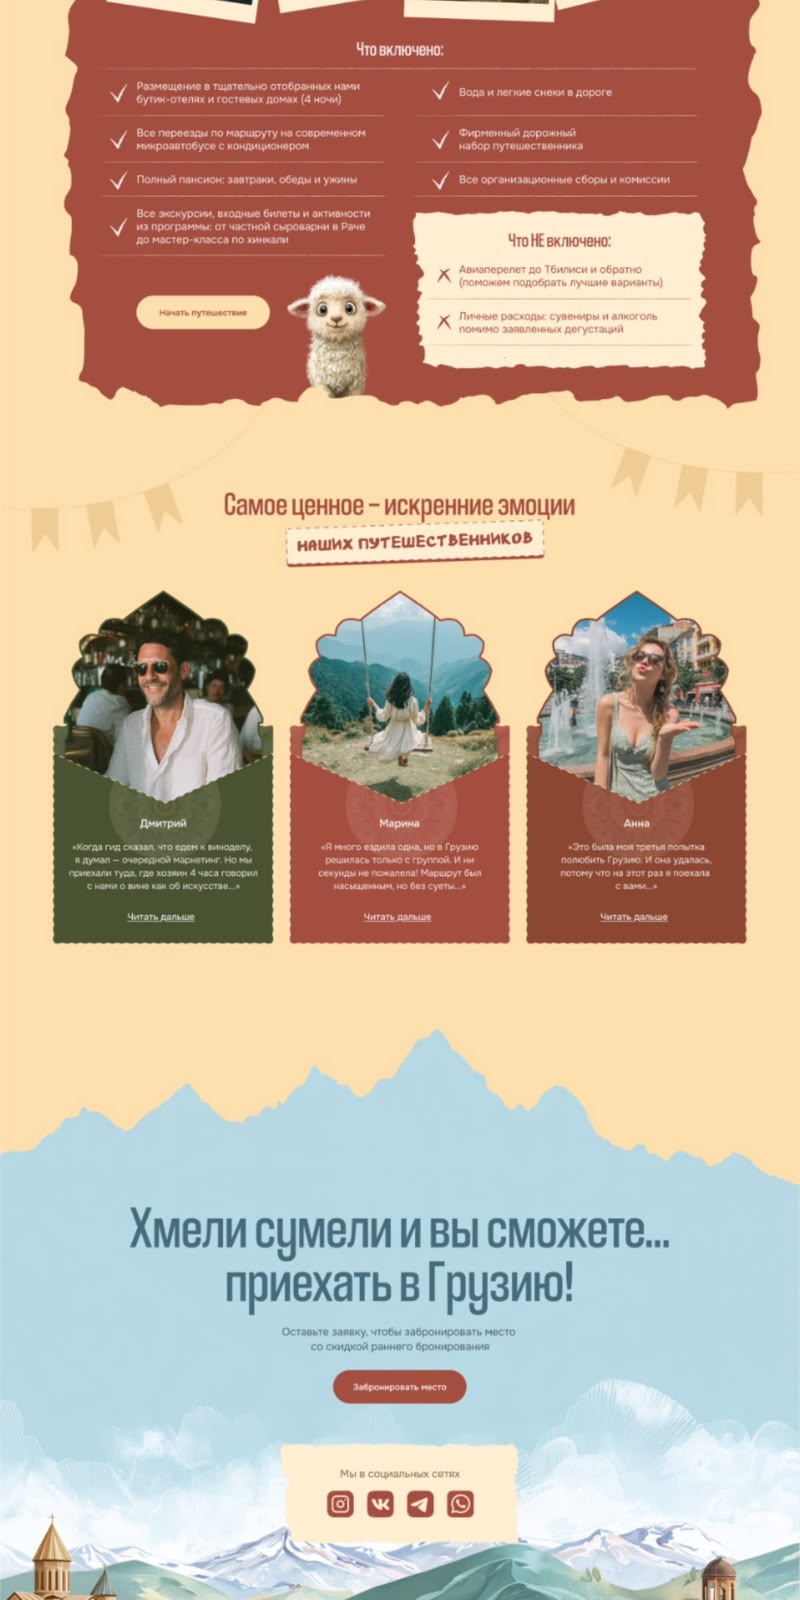 Что включено:
Размещение в тщательно отобранных нами
бутик-отелях и гостевых домах (4 ночи)
Все переезды по маршруту на современном
микроавтобусе с кондиционером
Полный пансион: завтраки, обеды и ужины
Все экскурсии, входные билеты и активности
из программы: от частной сыроварни в Раче
до мастер-класса по хинкали
Вода и легкие снеки в дороге
Фирменный дорожный
набор путешественника
Все организационные сборы и комиссии
Что НЕ включено:
Авиаперелет до Тбилиси и обратно
(поможем подобрать лучшие варианты)
Личные расходы: сувениры и алкоголь
помимо заявленных дегустаций
Начать путешествие
Самое ценное – искренние эмоции
НАШИХ ПУТЕШЕСТВЕННИКОВ
Дмитрий
«Когда гид сказал, что едем к виноделу,
я думал — очередной маркетинг. Но мы
приехали туда, где хозяин 4 часа говорил
с нами о вине как об искусстве...»
Читать дальше
Марина
«Я много ездила одна, но в Грузию
решилась только с группой. И ни
секунды не пожалела! Маршрут был
насыщенным, но без суеты...»
Читать дальше
Анна
«Это была моя третья попытка
полюбить Грузию. И она удалась,
потому что на этот раз я поехала
с вами...»
Читать дальше
Хмели сумели и вы сможете...
приехать в Грузию!
Оставьте заявку, чтобы забронировать место
со скидкой раннего бронирования
Забронировать место
Мы в социальных сетях